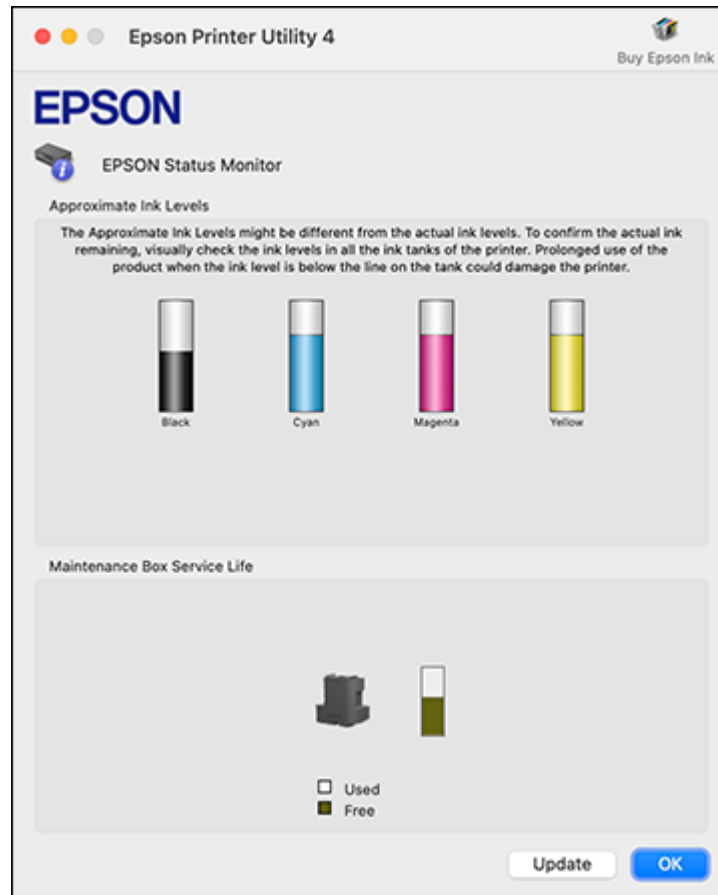 Epson Printer Utility 4
Buy Epson Ink
EPSON
EPSON Status Monitor
Approximate Ink Levels
The Approximate Ink Levels might be different from the actual ink levels. To confirm the actual ink
remaining, visually check the ink levels in all the ink tanks of the printer. Prolonged use of the
product when the ink level is below the line on the tank could damage the printer.
Black
Cyan
Magenta
Yellow
Maintenance Box Service Life
Used
Free
Update
OK